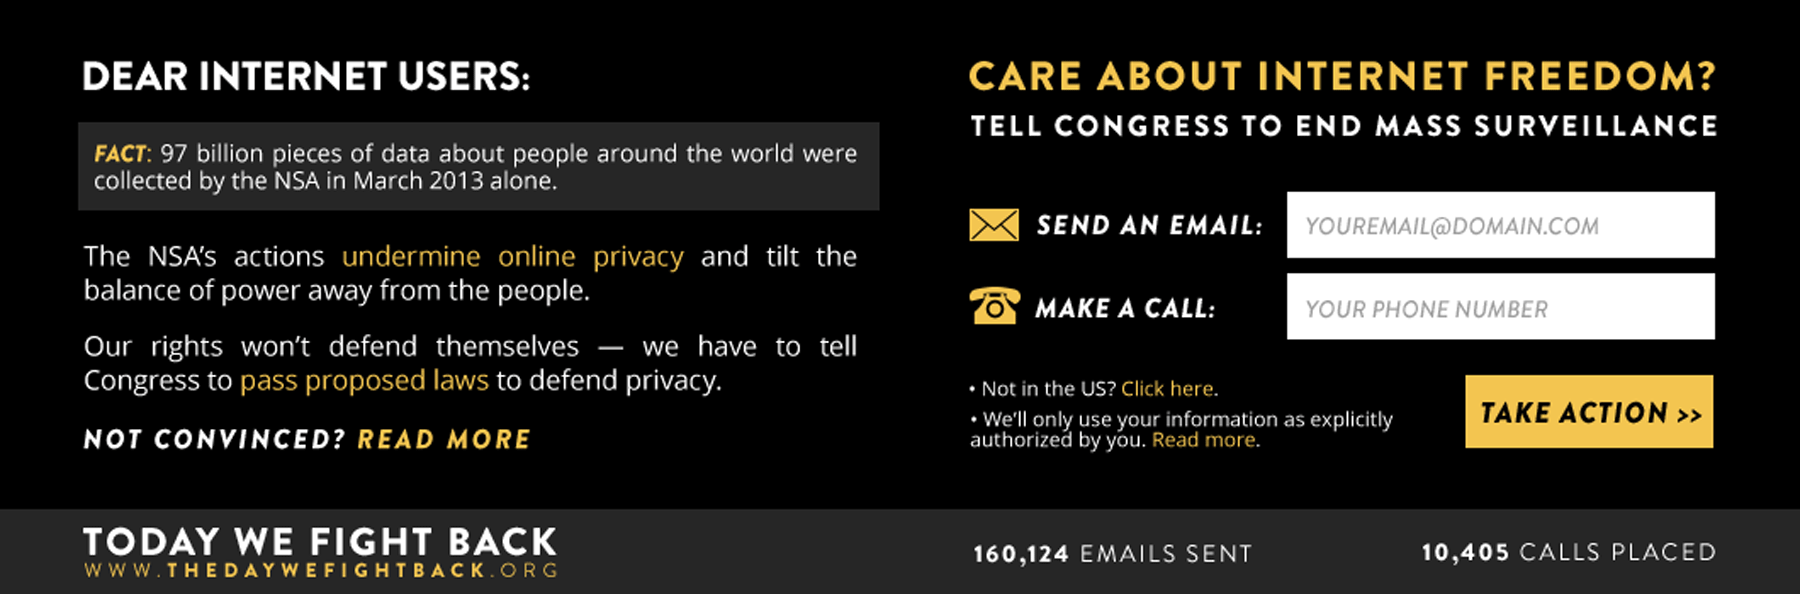 DEAR INTERNET USERS:
FACT: 97 billion pieces of data about people around the world were
collected by the NSA in March 2013 alone.
The NSA's actions undermine online privacy and tilt the
balance of power away from the people.
Our rights won't defend themselves — we have to tell
Congress to pass proposed laws to defend privacy.
NOT CONVINCED? READ MORE
CARE ABOUT INTERNET FREEDOM?
TELL CONGRESS TO END MASS SURVEILLANCE
SEND AN EMAIL: YOUREMAIL@DOMAIN.COM
MAKE A CALL: YOUR PHONE NUMBER
• Not in the US? Click here.
• We'll only use your information as explicitly
authorized by you. Read more.
TAKE ACTION >>
TODAY WE FIGHT BACK
WWW.THEDAYWEFIGHTBACK.ORG
160,124 EMAILS SENT
10,405 CALLS PLACED